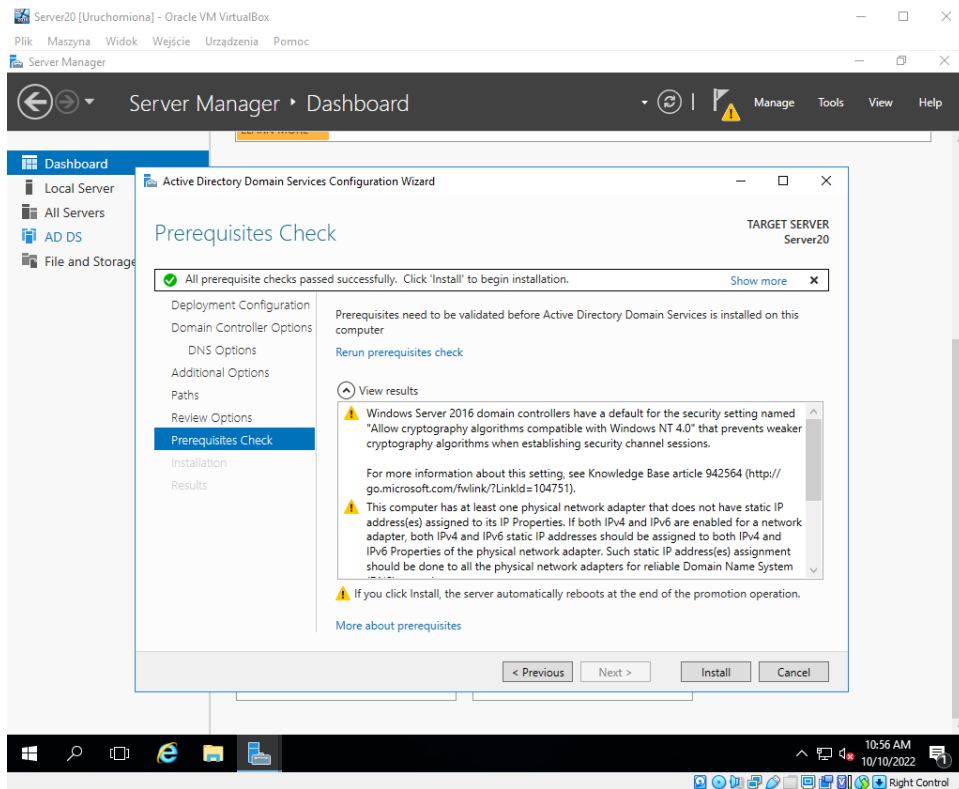 Server20 [Uruchomiona] - Oracle VM VirtualBox
Plik Maszyna Widok Wejście Urządzenia Pomoc
Server Manager
Server Manager ‣ Dashboard
Manage Tools View Help
LEARN MORE
Dashboard
Local Server
All Servers
AD DS
File and Storage
Active Directory Domain Services Configuration Wizard
Prerequisites Check
TARGET SERVER
Server20
All prerequisite checks passed successfully. Click 'Install' to begin installation.
Show more
Deployment Configuration
Domain Controller Options
DNS Options
Additional Options
Paths
Review Options
Prerequisites Check
Installation
Results
Prerequisites need to be validated before Active Directory Domain Services is installed on this
computer
Rerun prerequisites check
View results
Windows Server 2016 domain controllers have a default for the security setting named
"Allow cryptography algorithms compatible with Windows NT 4.0" that prevents weaker
cryptography algorithms when establishing security channel sessions.
For more information about this setting, see Knowledge Base article 942564 (http://
go.microsoft.com/fwlink/?LinkId=104751).
This computer has at least one physical network adapter that does not have static IP
address(es) assigned to its IP Properties. If both IPv4 and IPv6 are enabled for a network
adapter, both IPv4 and IPv6 static IP addresses should be assigned to both IPv4 and
IPv6 Properties of the physical network adapter. Such static IP address(es) assignment
should be done to all the physical network adapters for reliable Domain Name System
If you click Install, the server automatically reboots at the end of the promotion operation.
More about prerequisites
< Previous
Next >
Install
Cancel
10:56 AM
10/10/2022
1
Right Control